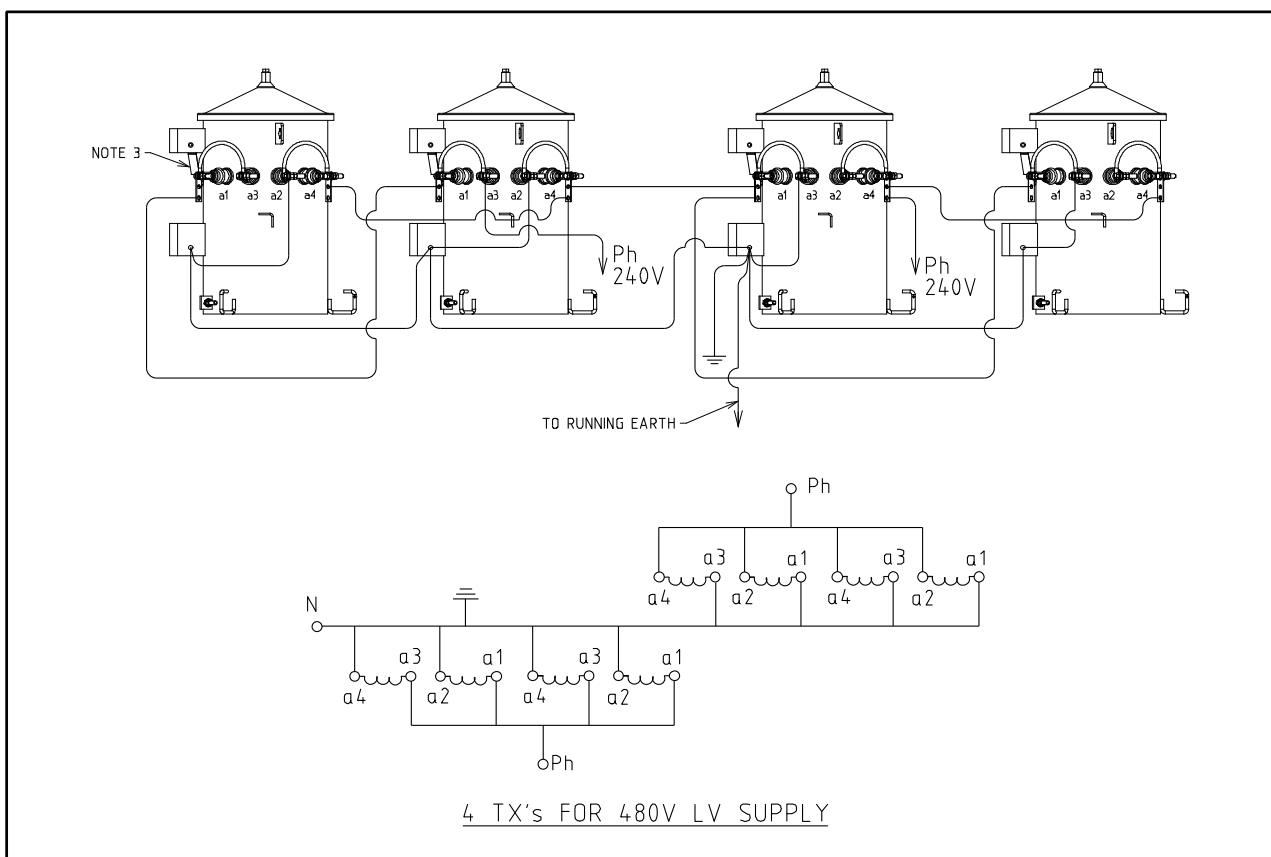 NOTE 3
a1 a3 a2 a4
a1 a3 a2 a4
a1 a3 a2 a4
a1 a3 a2 a4
Ph
240V
Ph
240V
TO RUNNING EARTH
Ph
a3 a1 a3 a1
a4 a2 a4 a2
N
a3 a1 a3 a1
a4 a2 a4 a2
Ph
4 TX's FOR 480V LV SUPPLY